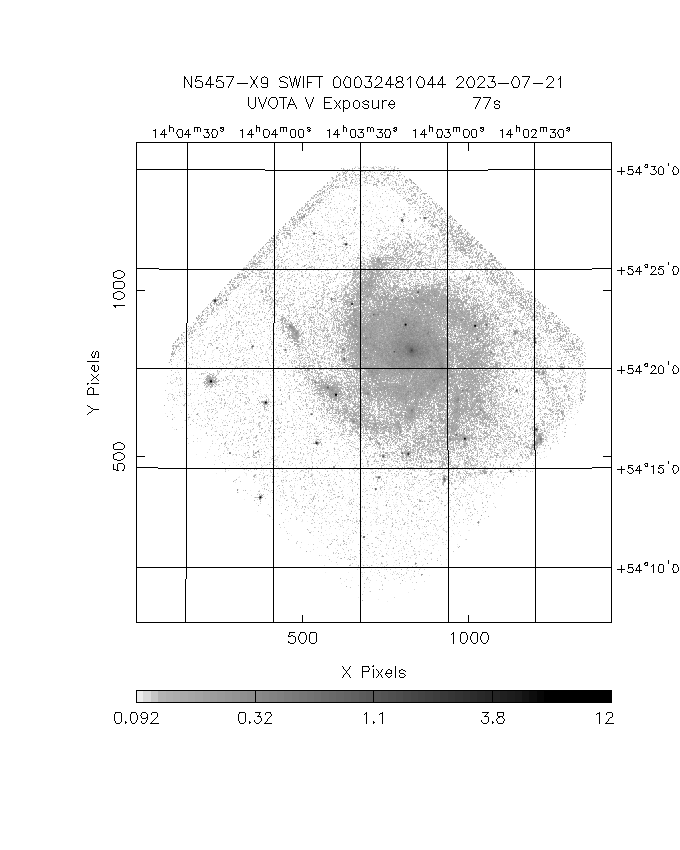 N5457-X9 SWIFT 00032481044 2023-07-21
UVOTA V Exposure 77s
14ʰ04ᵐ30ˢ 14ʰ04ᵐ00ˢ 14ʰ03ᵐ30ˢ 14ʰ03ᵐ00ˢ 14ʰ02ᵐ30ˢ
+54°30'0
+54°25'0
+54°20'0
+54°15'0
+54°10'0
1000
500
Y Pixels
500 1000
X Pixels
0.092 0.32 1.1 3.8 12